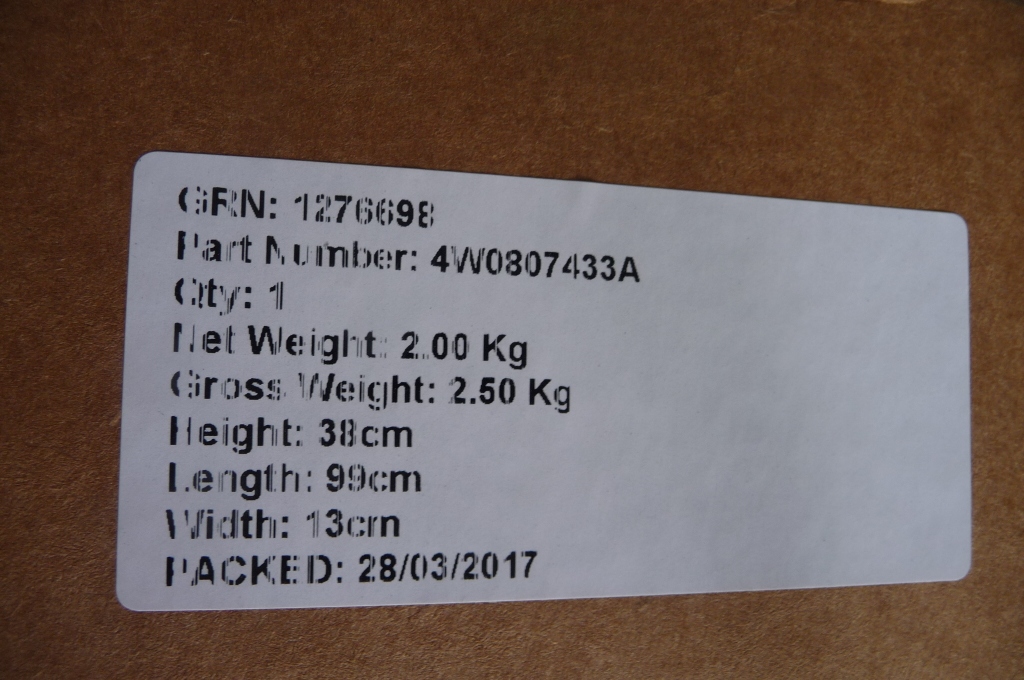 GRN: 1276698
Part Number: 4W0807433A
Qty: 1
Net Weight: 2.00 Kg
Gross Weight: 2.50 Kg
Height: 38cm
Length: 99cm
Width: 13cm
PACKED: 28/03/2017